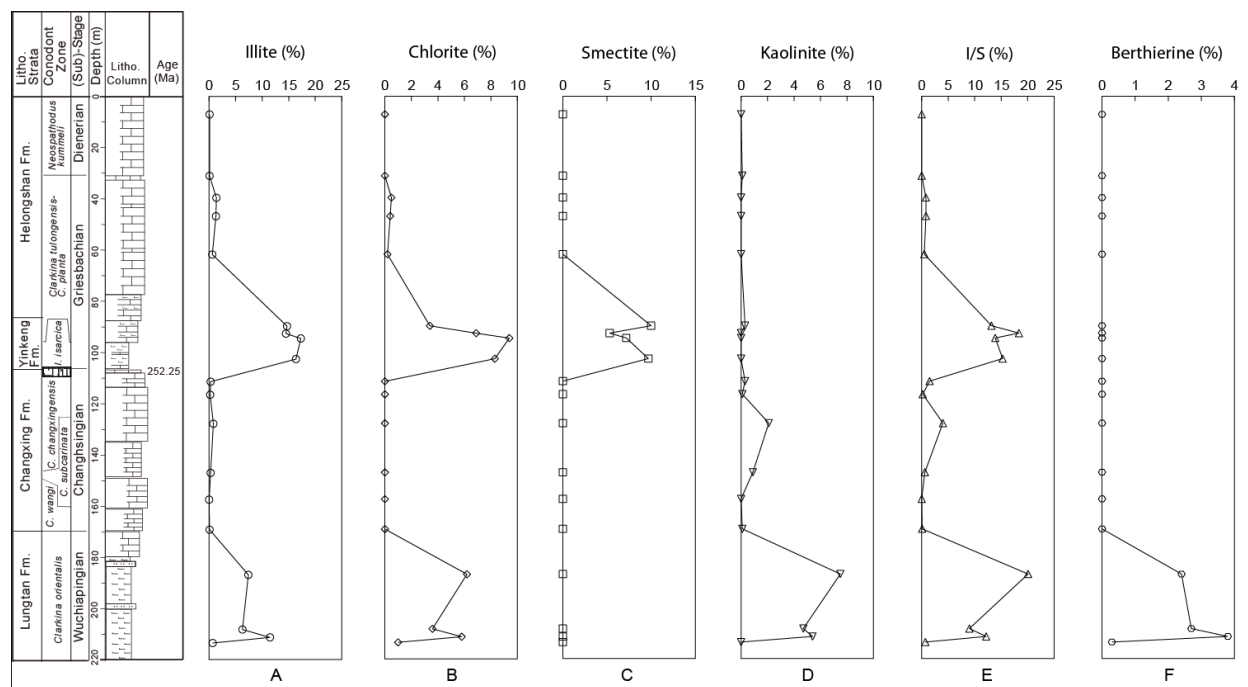 Litho. Strata
Conodont Zone
(Sub)-Stage
Depth (m)
Litho. Column
Age (Ma)
Illite (%)
Chlorite (%)
Smectite (%)
Kaolinite (%)
I/S (%)
Berthierine (%)
0 5 10 15 20 25
0 2 4 6 8 10
0 5 10 15
0 2 4 6 8 10
0 5 10 15 20 25
0 1 2 3 4
Helongshan Fm.
Yinkeng Fm.
Changxing Fm.
Lungtan Fm.
Neospathodus kummeli
Clarkina tulongensis-
C. planta
I. isarcica
C. changxingensis
C. subcarinata
C. wangi
Clarkina orientalis
Dienerian
Griesbachian
Changhsingian
Wuchiapingian
0
20
40
60
80
100
120
140
160
180
200
220
252.25
A
B
C
D
E
F